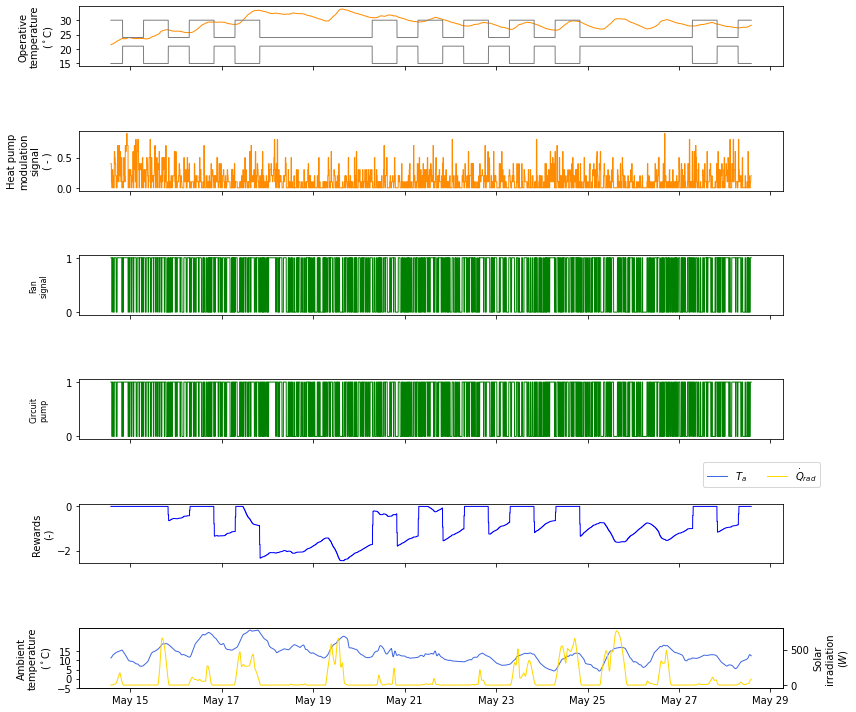 Operative
temperature
(°C)
30
25
20
15
Heat pump
modulation
signal
( - )
0.5
0.0
Fan
signal
1
0
Circuit
pump
1
0
T_a
Q̇_rad
Rewards
(-)
0
−2
Ambient
temperature
(°C)
15
10
5
0
−5
500
0
Solar
irradiation
(W)
May 15
May 17
May 19
May 21
May 23
May 25
May 27
May 29